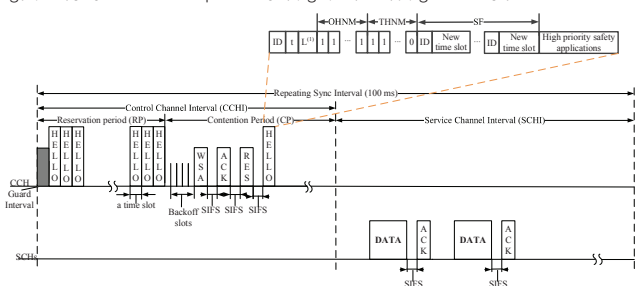 OHNM THNM SF
ID t L(1) 1 1 ... 1 1 1 ... 0 ID New time slot ... ID New time slot High priority safety applications
Repeating Sync Interval (100 ms)
Control Channel Interval (CCHI)
Reservation period (RP) Contention Period (CP) Service Channel Interval (SCHI)
HELLO HELLO HELLO HELLO HELLO WSA ACK RES HELLO
CCH
Guard Interval
a time slot
Backoff slots
SIFS SIFS SIFS
DATA ACK DATA ACK
SCHs
SIFS SIFS